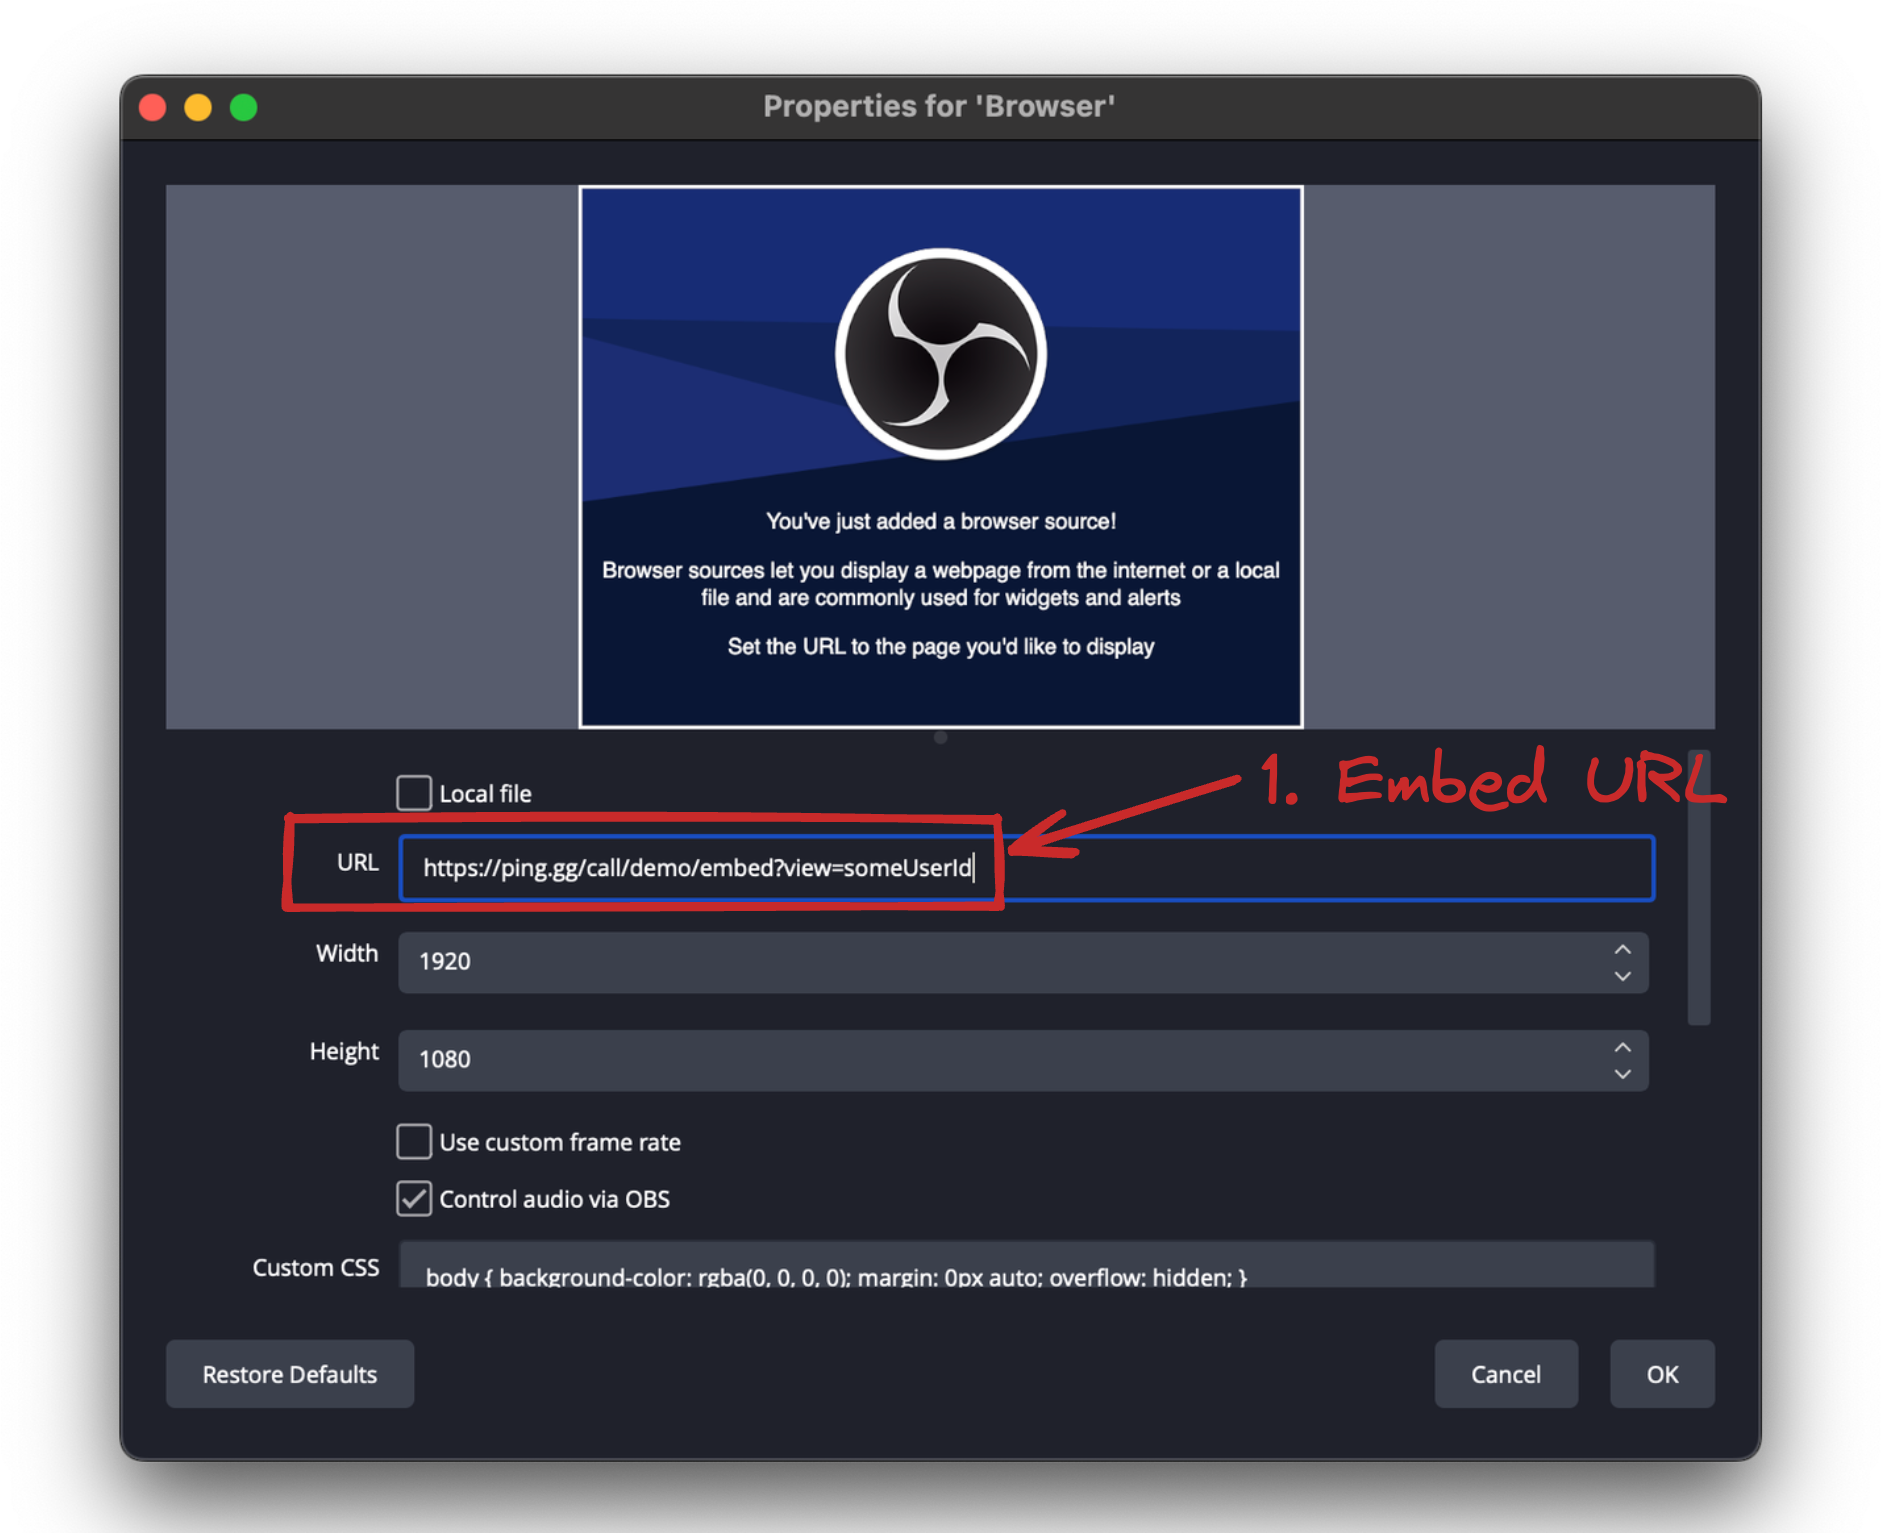 Properties for 'Browser'
You've just added a browser source!
Browser sources let you display a webpage from the internet or a local
file and are commonly used for widgets and alerts
Set the URL to the page you'd like to display
1. Embed URL
Local file
URL https://ping.gg/call/demo/embed?view=someUserId
Width 1920
Height 1080
Use custom frame rate
Control audio via OBS
Custom CSS body { background-color: rgba(0, 0, 0, 0); margin: 0px auto; overflow: hidden; }
Restore Defaults Cancel OK